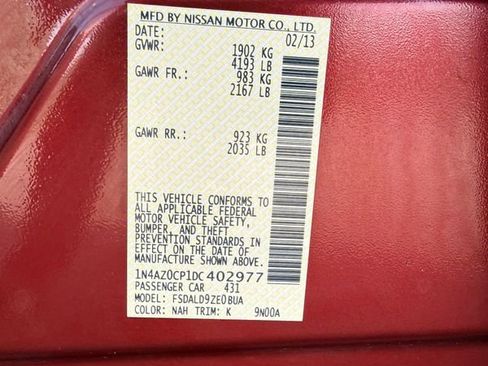 MFD BY NISSAN MOTOR CO., LTD.
DATE: 02/13
GVWR: 1902 KG
4193 LB
GAWR FR.: 983 KG
2167 LB
GAWR RR.: 923 KG
2035 LB
THIS VEHICLE CONFORMS TO
ALL APPLICABLE FEDERAL
MOTOR VEHICLE SAFETY,
BUMPER, AND THEFT
PREVENTION STANDARDS IN
EFFECT ON THE DATE OF
MANUFACTURE SHOWN ABOVE.
1N4AZ0CP1DC402977
PASSENGER CAR 431
MODEL: FSDALD9ZE0BUA
COLOR: NAH TRIM: K 9N00A